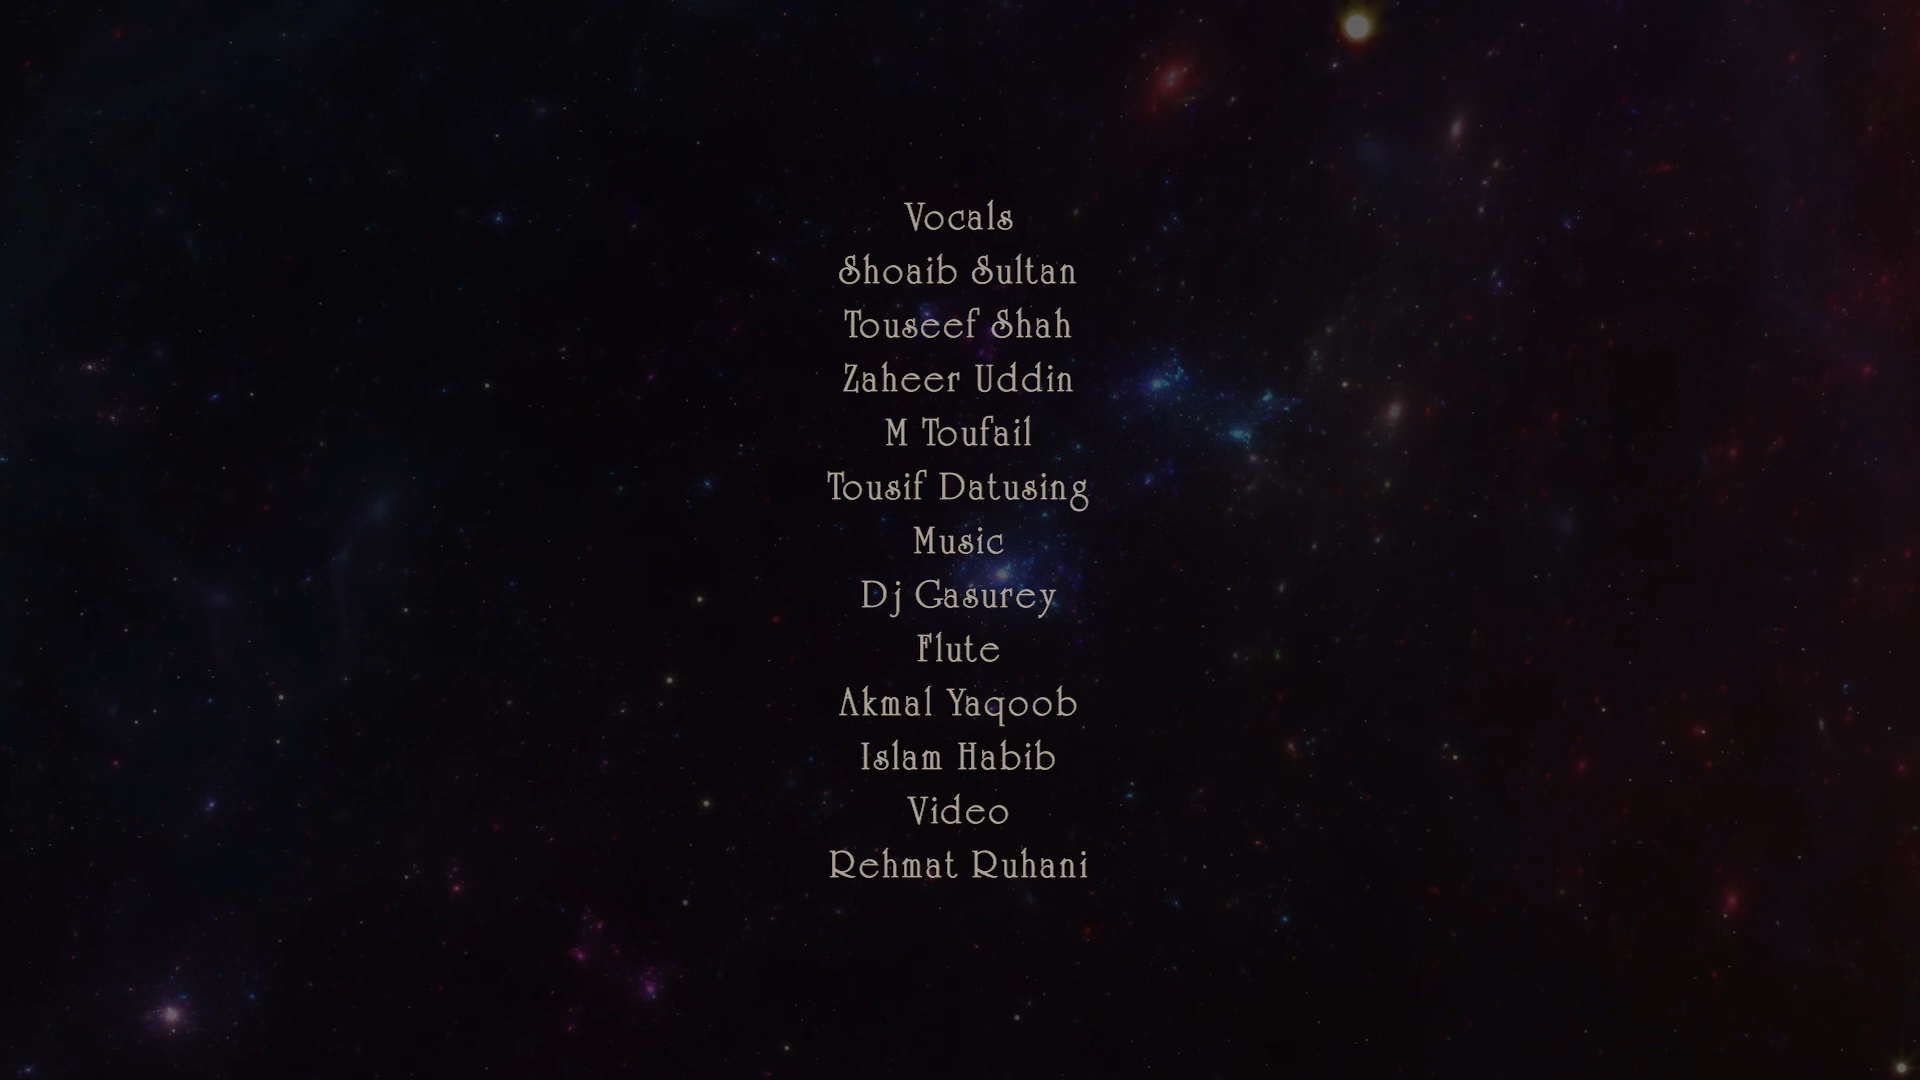 Vocals
Shoaib Sultan
Touseef Shah
Zaheer Uddin
M Toufail
Tousif Datusing
Music
Dj Gasurey
Flute
Akmal Yaqoob
Islam Habib
Video
Rehmat Ruhani